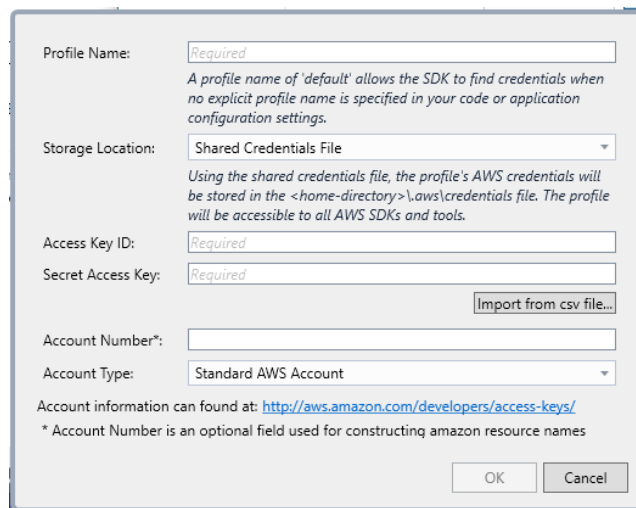 Profile Name: Required
A profile name of 'default' allows the SDK to find credentials when
no explicit profile name is specified in your code or application
configuration settings.
Storage Location: Shared Credentials File
Using the shared credentials file, the profile's AWS credentials will
be stored in the <home-directory>\.aws\credentials file. The profile
will be accessible to all AWS SDKs and tools.
Access Key ID: Required
Secret Access Key: Required
Import from csv file...
Account Number*:
Account Type: Standard AWS Account
Account information can found at: http://aws.amazon.com/developers/access-keys/
* Account Number is an optional field used for constructing amazon resource names
OK Cancel